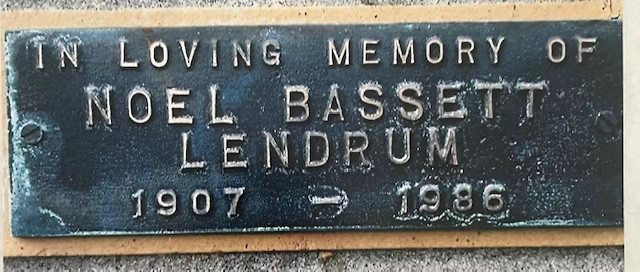 IN LOVING MEMORY OF
NOEL BASSETT
LENDRUM
1907 - 1986